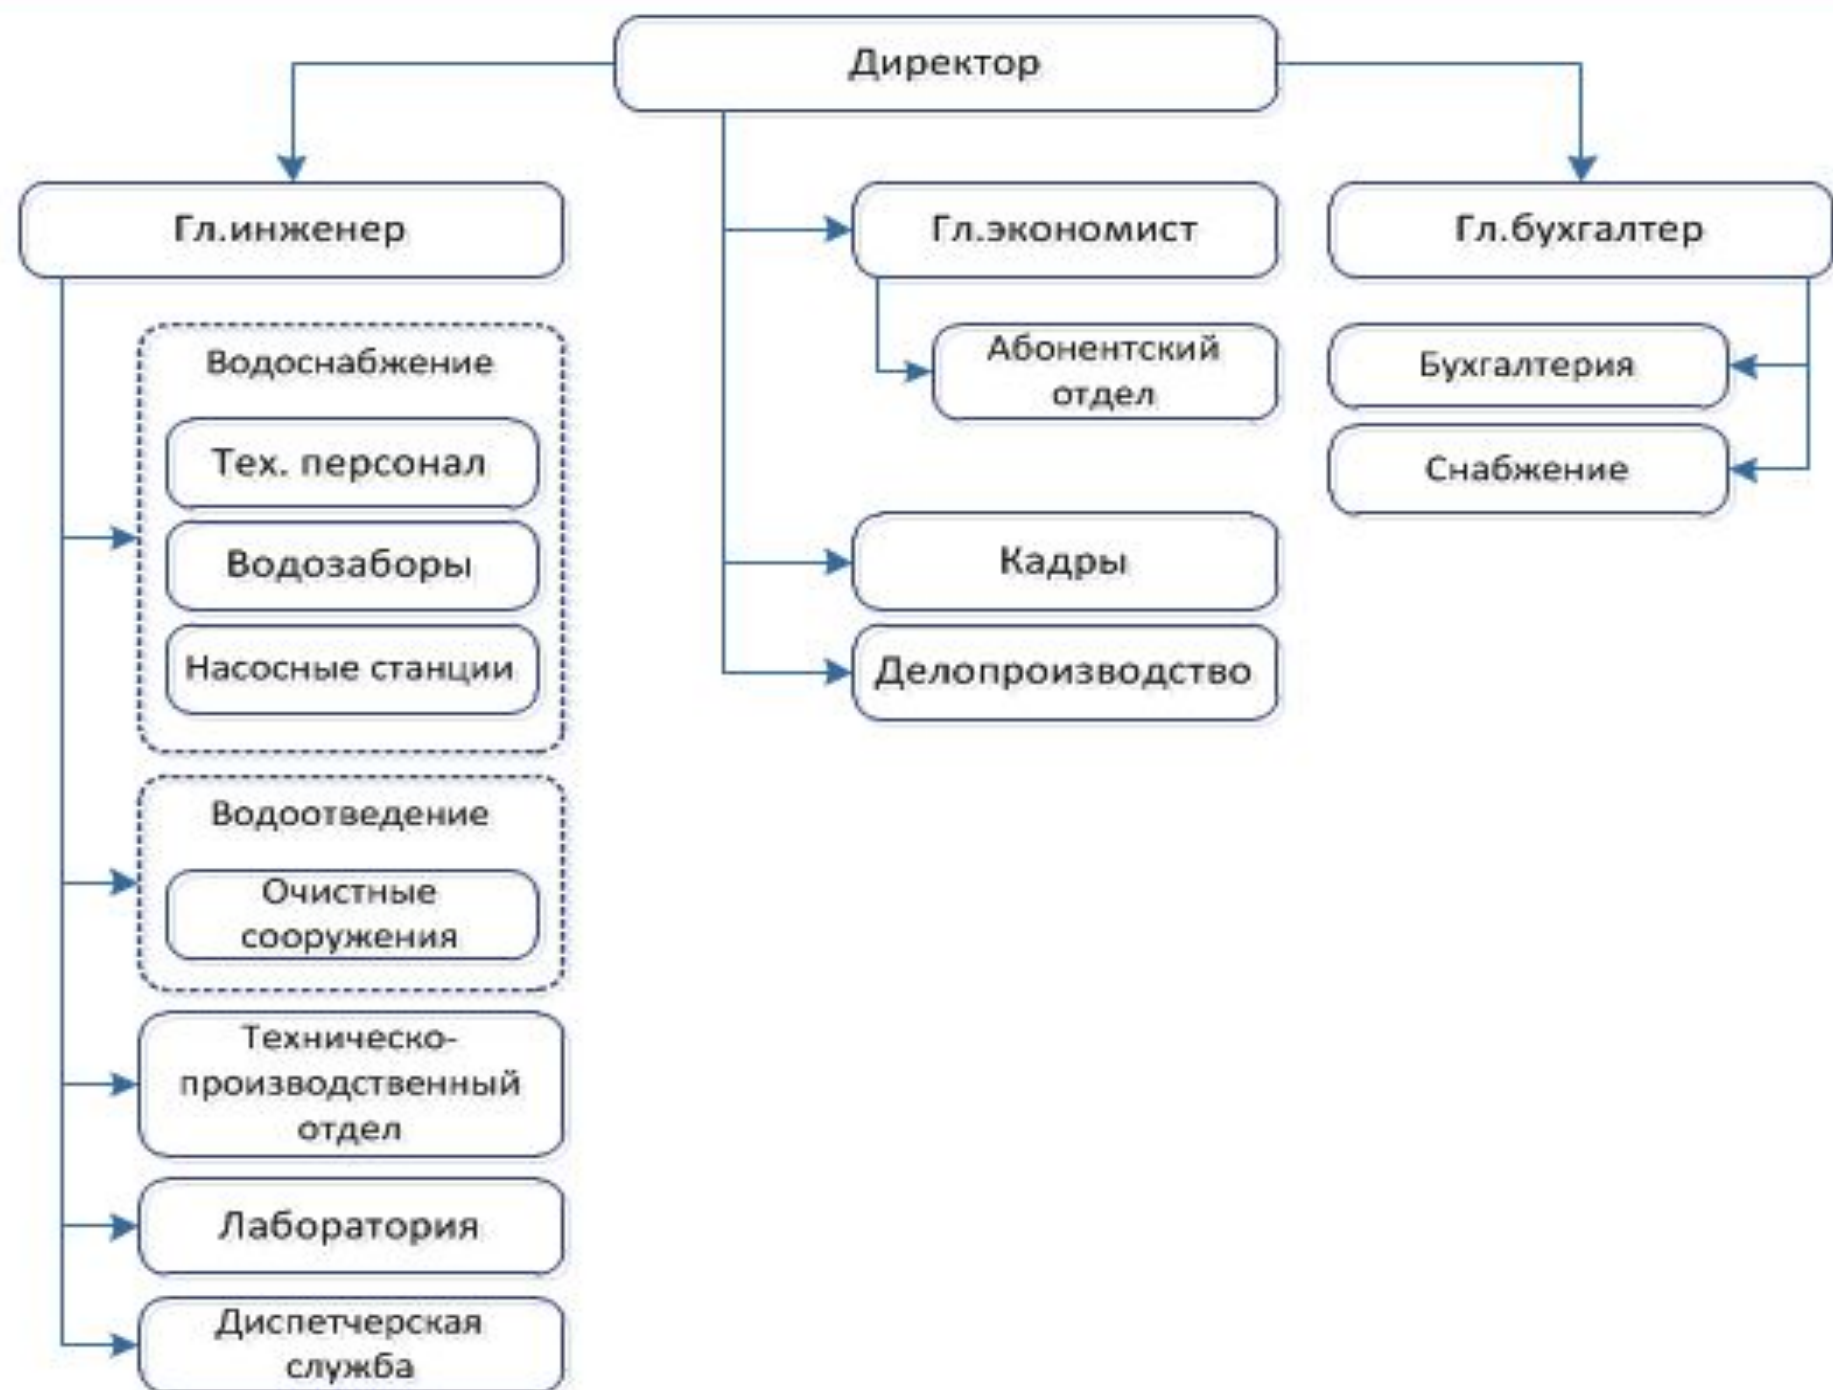 Директор
Гл.инженер
Гл.экономист
Гл.бухгалтер
Водоснабжение
Тех. персонал
Водозаборы
Насосные станции
Водоотведение
Очистные
сооружения
Техническо-
производственный
отдел
Лаборатория
Диспетчерская
служба
Абонентский
отдел
Кадры
Делопроизводство
Бухгалтерия
Снабжение